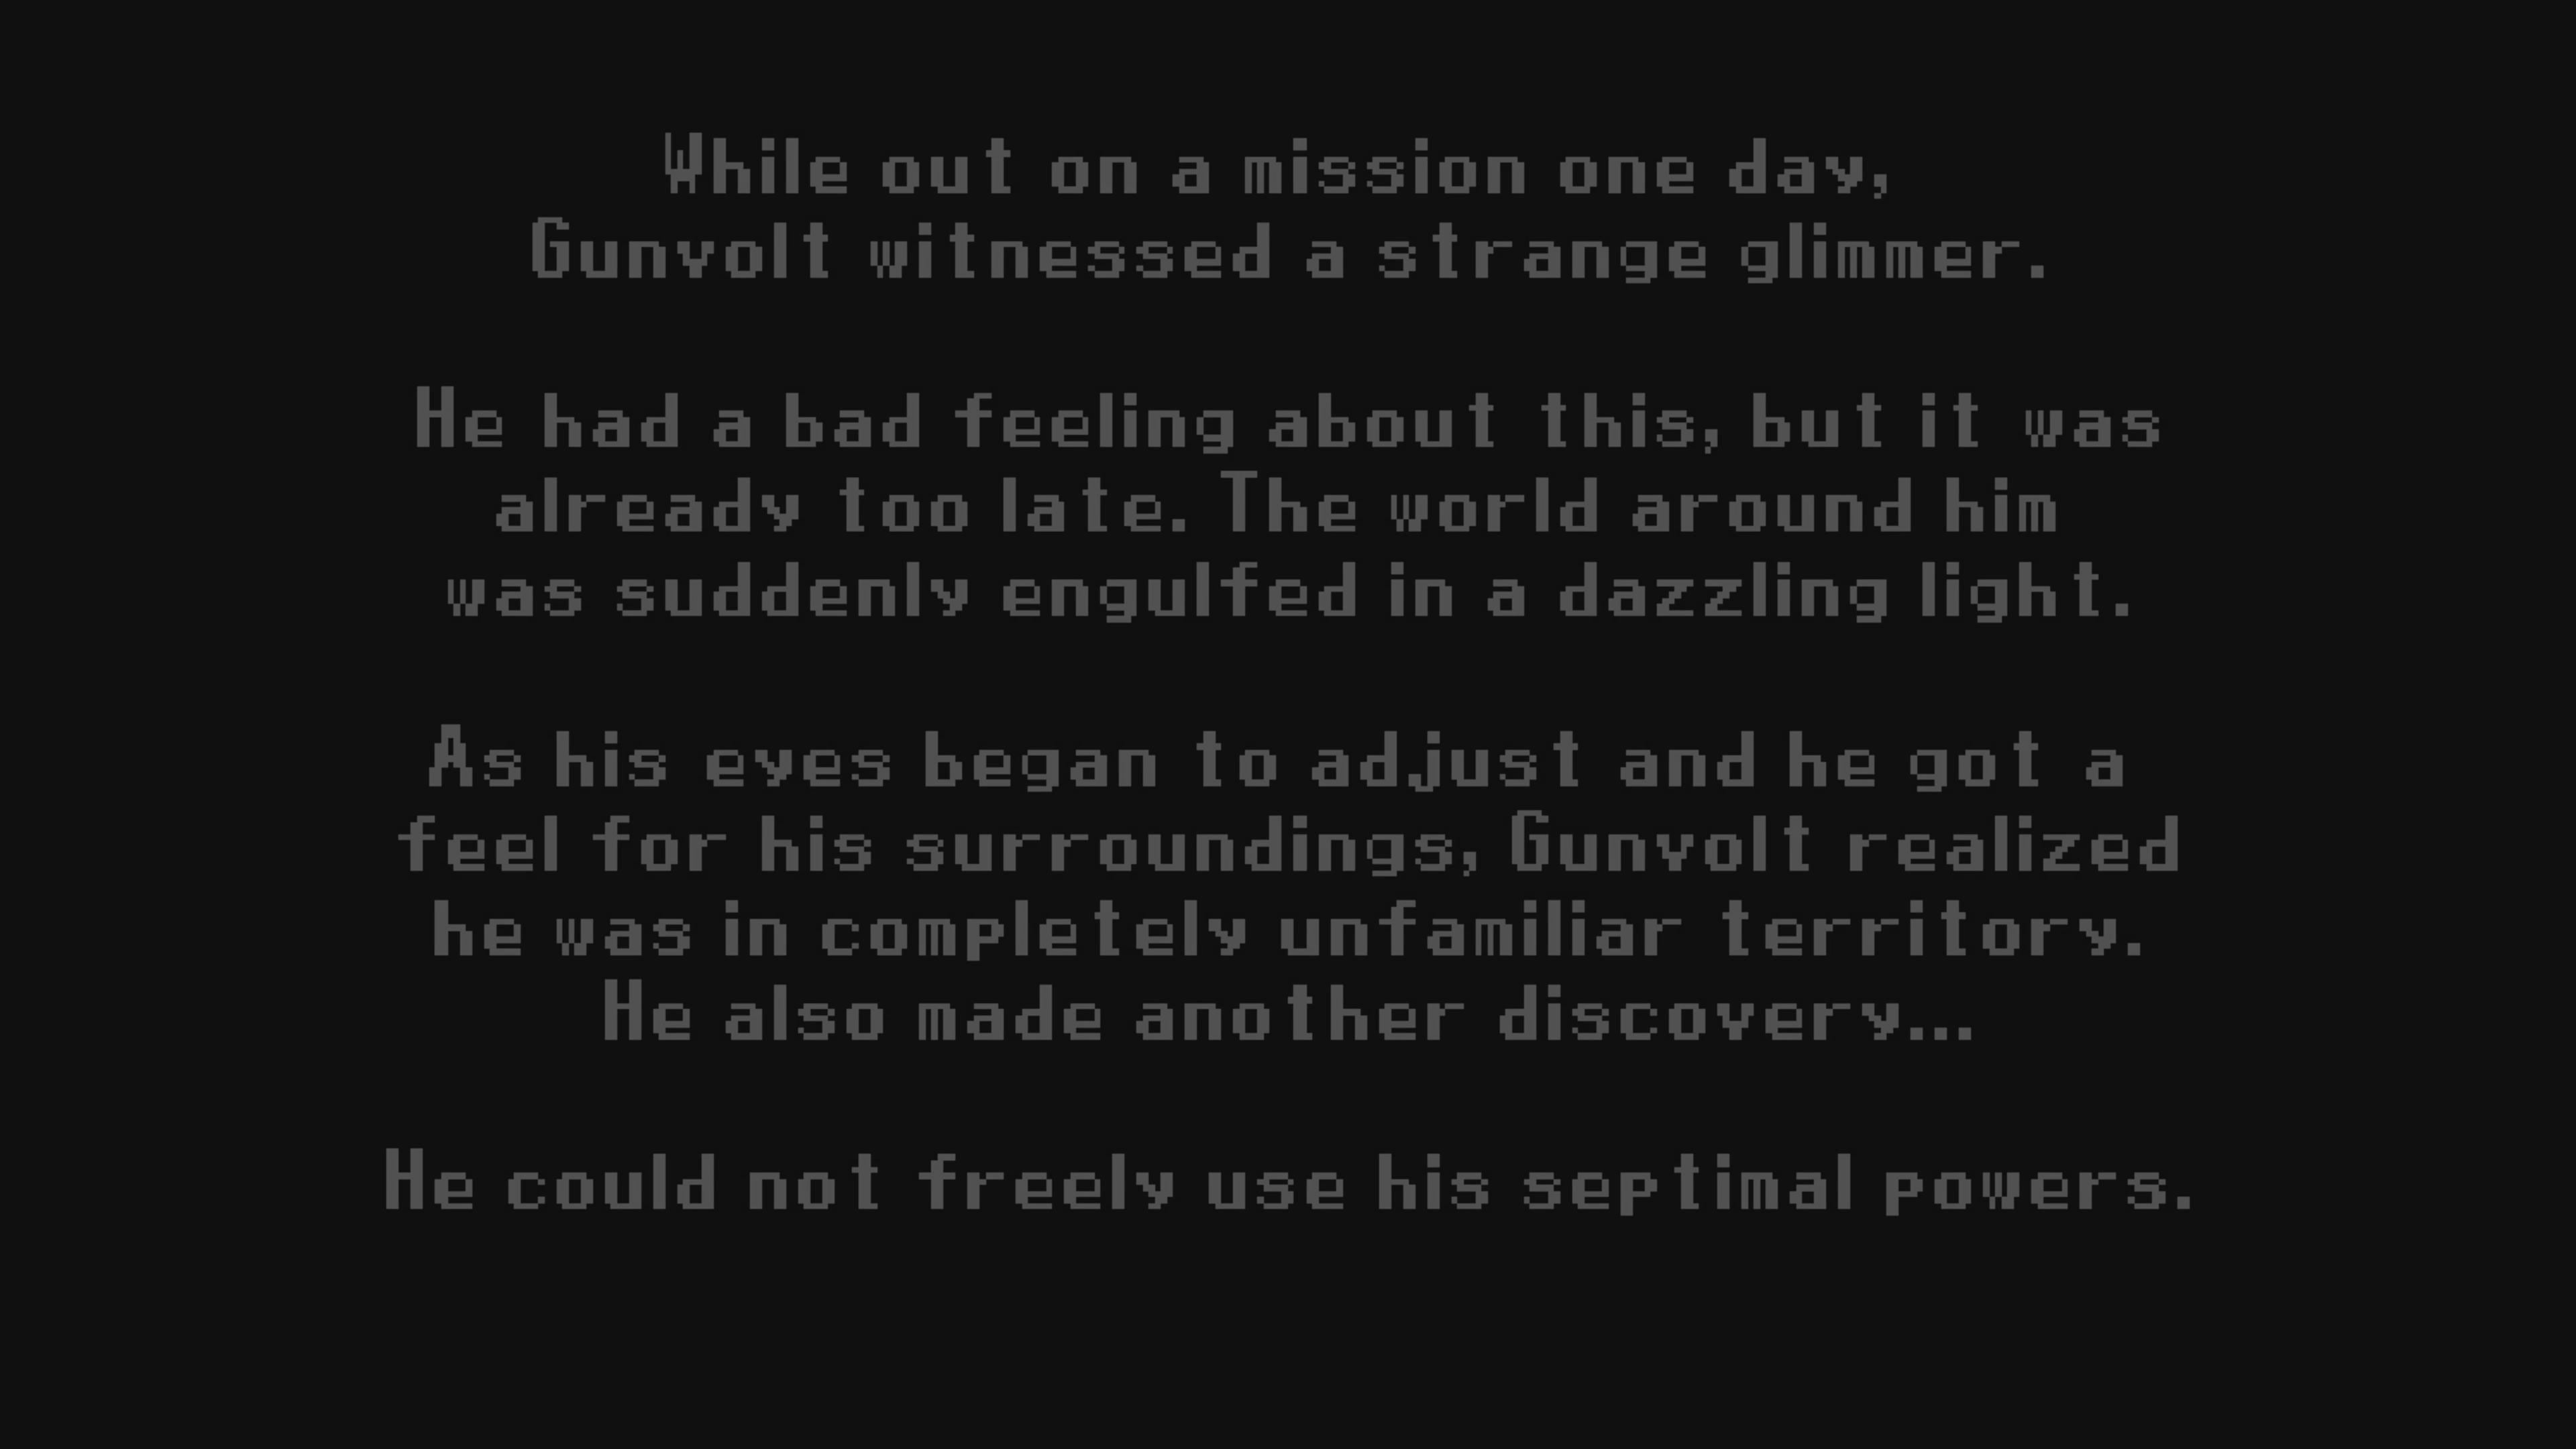 While out on a mission one day,
Gunvolt witnessed a strange glimmer.
He had a bad feeling about this, but it was
already too late. The world around him
was suddenly engulfed in a dazzling light.
As his eyes began to adjust and he got a
feel for his surroundings, Gunvolt realized
he was in completely unfamiliar territory.
He also made another discovery...
He could not freely use his septimal powers.